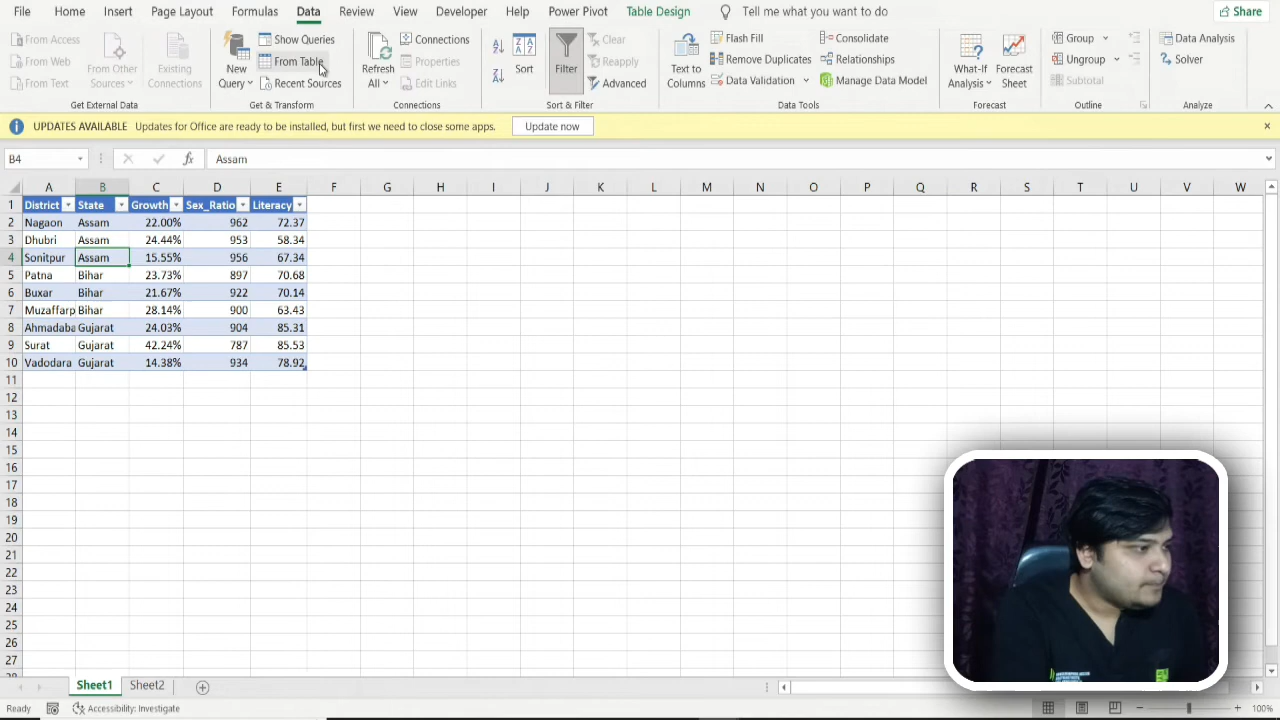 File Home Insert Page Layout Formulas Data Review View Developer Help Power Pivot Table Design Tell me what you want to do Share
From Access
From Web
From Text
From Other Sources
Existing Connections
Get External Data
New Query
Show Queries
From Table
Recent Sources
Get & Transform
Refresh All
Connections
Properties
Edit Links
Connections
Sort
Filter
Clear
Reapply
Advanced
Sort & Filter
Text to Columns
Flash Fill
Remove Duplicates
Data Validation
Consolidate
Relationships
Manage Data Model
Data Tools
What-If Analysis
Forecast Sheet
Forecast
Group
Ungroup
Subtotal
Outline
Data Analysis
Solver
Analyze
UPDATES AVAILABLE Updates for Office are ready to be installed, but first we need to close some apps. Update now
B4 fx Assam
A B C D E F G H I J K L M N O P Q R S T U V W
1 District State Growth Sex_Ratio Literacy
2 Nagaon Assam 22.00% 962 72.37
3 Dhubri Assam 24.44% 953 58.34
4 Sonitpur Assam 15.55% 956 67.34
5 Patna Bihar 23.73% 897 70.68
6 Buxar Bihar 21.67% 922 70.14
7 Muzaffarp Bihar 28.14% 900 63.43
8 Ahmadaba Gujarat 24.03% 904 85.31
9 Surat Gujarat 42.24% 787 85.53
10 Vadodara Gujarat 14.38% 934 78.92
11
12
13
14
15
16
17
18
19
20
21
22
23
24
25
26
27
Sheet1 Sheet2
Ready Accessibility: Investigate 100%